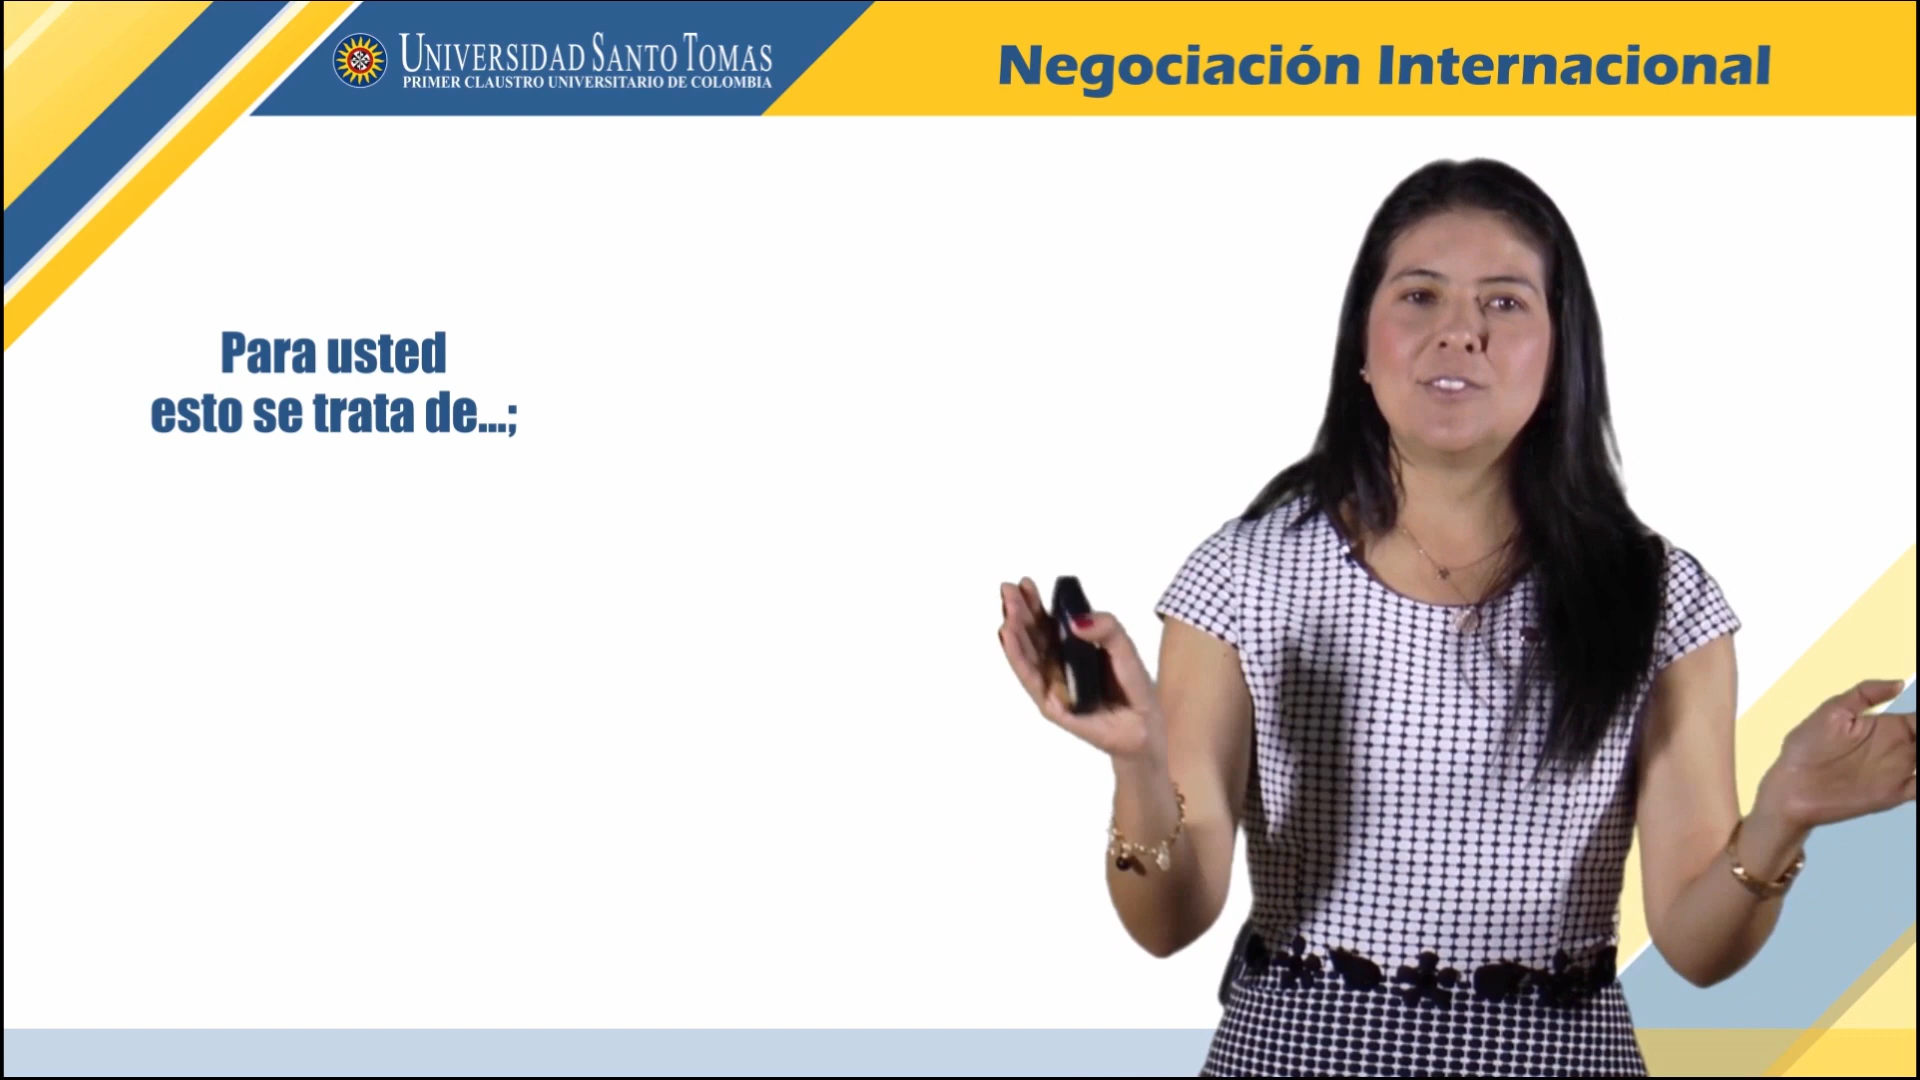 UNIVERSIDAD SANTO TOMAS
PRIMER CLAUSTRO UNIVERSITARIO DE COLOMBIA
Negociación Internacional
Para usted
esto se trata de...;